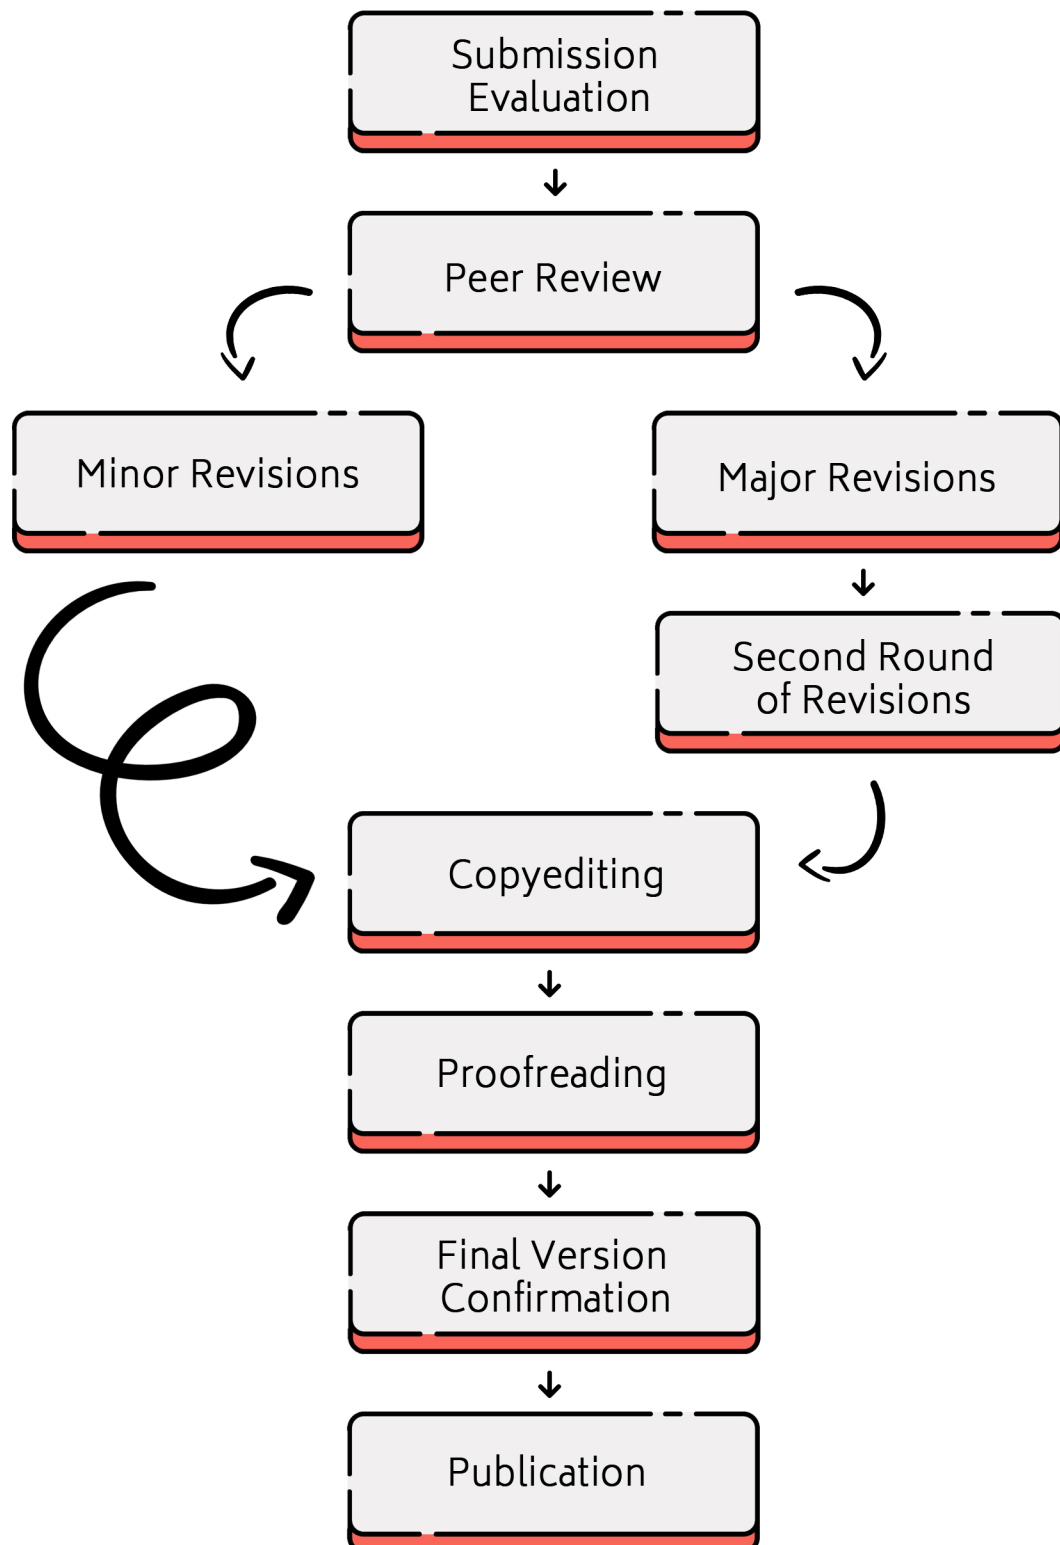 Submission
Evaluation
Peer Review
Minor Revisions
Major Revisions
Second Round
of Revisions
Copyediting
Proofreading
Final Version
Confirmation
Publication